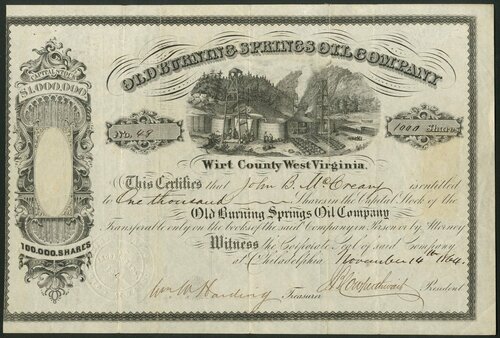 OLD BURNING SPRINGS OIL COMPANY
CAPITAL STOCK
$1,000,000
No. 48
1000 Shares
Wirt County West Virginia.
This Certifies that John B. McCreary is entitled
to One thousand Shares in the Capital Stock of the
Old Burning Springs Oil Company
Transferable only on the books of the said Company in Person or by Attorney
Witness the Corporate Seal of said Company
at Philadelphia November 14th 1864.
100,000 SHARES
Wm. W. Harding Treasurer
President